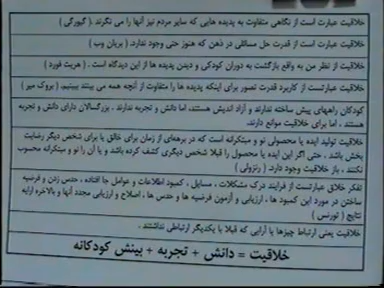 خلاقیت عبارت است از نگاهی متفاوت به پدیده هایی که سایر مردم نیز آنها را می نگرند . ( گیورگی )
خلاقیت عبارت است از قدرت حل مسائلی در ذهن که هنوز حتی وجود ندارد. ( بریان وب )
خلاقیت از نظر من به واقع بازگشت به دوران کودکی و دیدن پدیده ها از این دیدگاه است . ( هریت فورد )
خلاقیت عبارتست از کاربرد قدرت تصور برای اینکه پدیده ها را متفاوت از آنچه همه می بینند ببینیم. ( بروک میر )
کودکان راههای پیش ساخته ندارند و آزاد اندیش هستند، اما دانش و تجربه ندارند . بزرگسالان دارای دانش و تجربه
هستند ، اما برای خلاقیت موانع دارند.
خلاقیت تولید ایده یا محصولی نو و مبتکرانه است که در برهه‌ای از زمان برای خالق یا برای شخص دیگر رضایت
بخش باشد . حتی اگر این ایده یا محصول را قبلا شخص دیگری کشف کرده باشد و یا آن را نو و مبتکرانه محسوب
نکنند ، باز خلاقیت وجود دارد. ( رنزولی )
تفکر خلاق عبارتست از فرایند درک مشکلات ، مسایل ، کمبود اطلاعات و عوامل جا افتاده ، حدس زدن و فرضیه
ساختن در مورد این کمبود ها ، ارزیابی و آزمون فرضیه ها و حدس ها ، اصلاح و ارزیابی مجدد آنها و بالاخره ارایه
نتایج ( تورنس )
خلاقیت یعنی ارتباط چیزها یا آرایی که قبلا با یکدیگر ارتباطی نداشتند .
خلاقیت = دانش + تجربه + بینش کودکانه